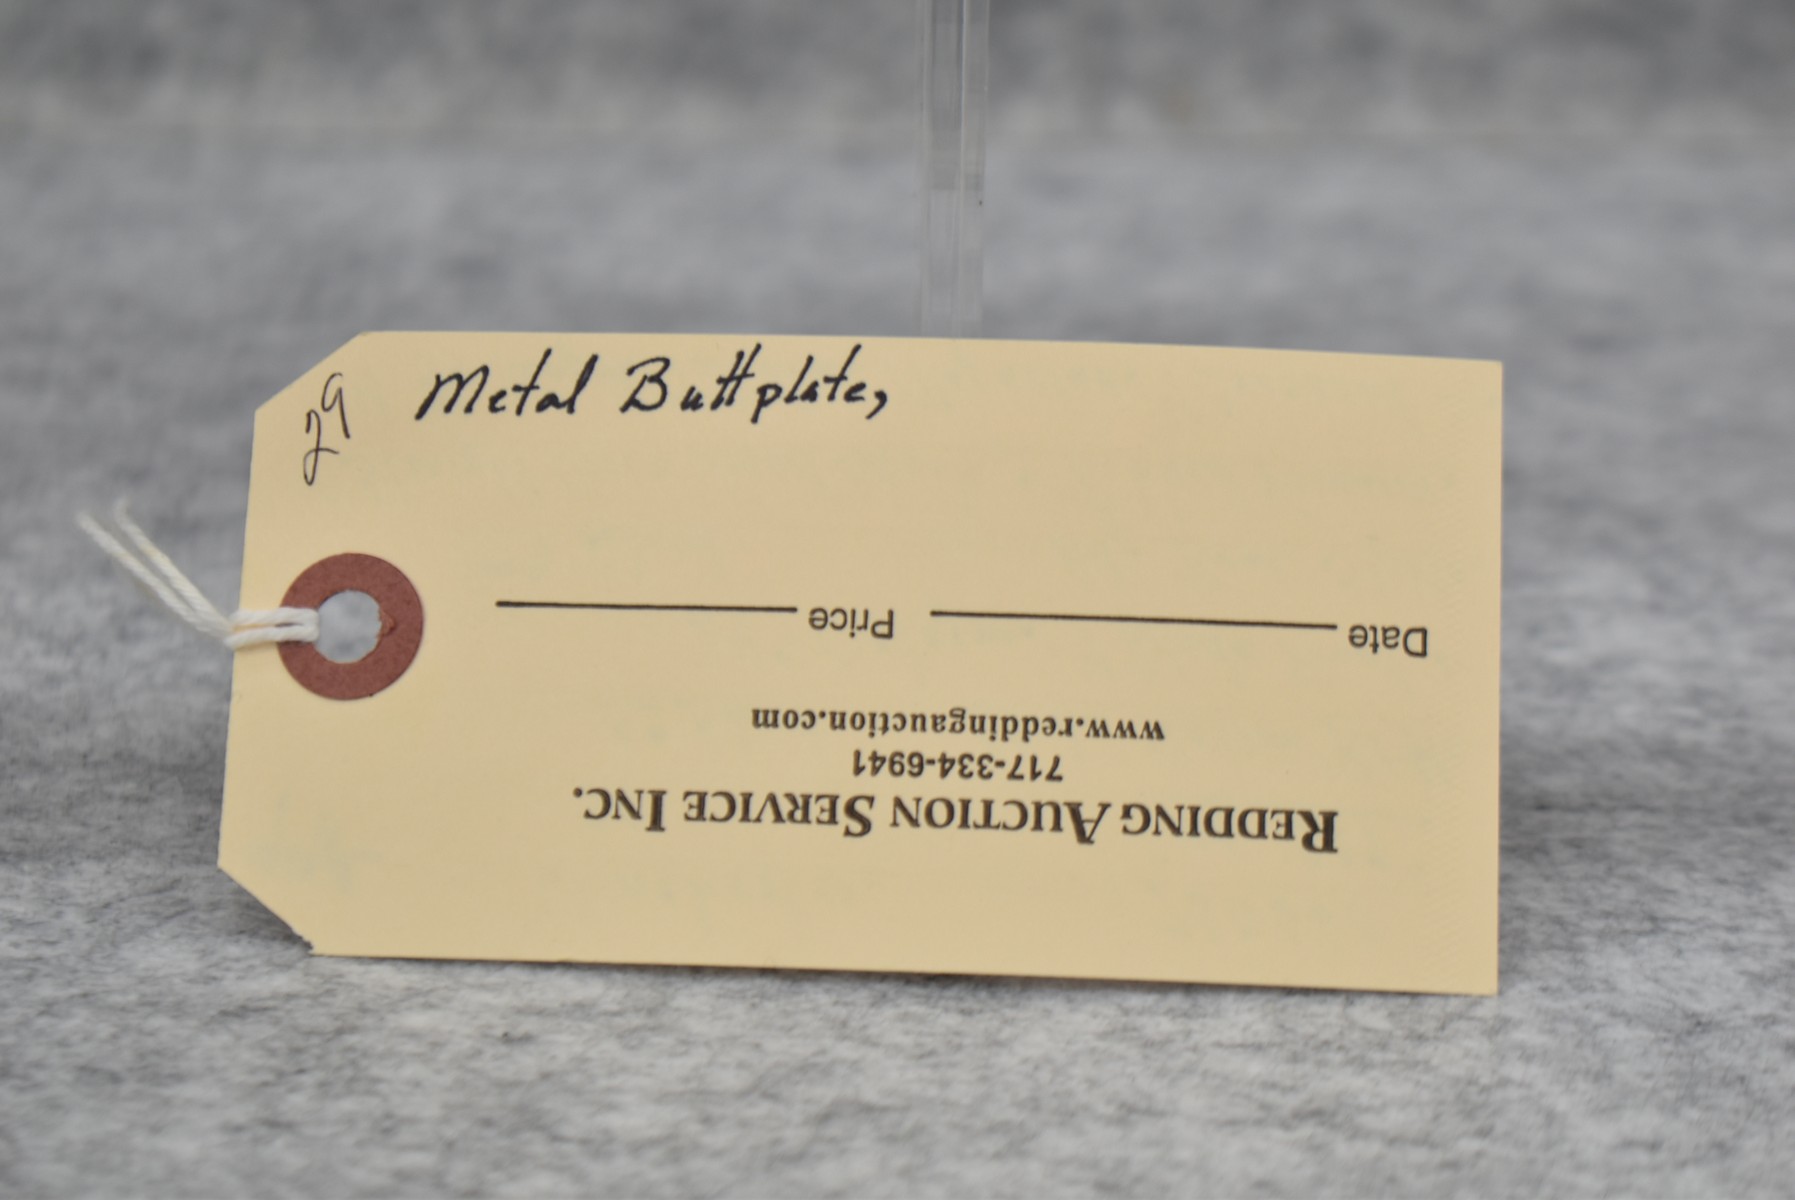 29
Metal Buttplate,
REDDING AUCTION SERVICE INC.
717-334-6941
www.reddingauction.com
Date Price